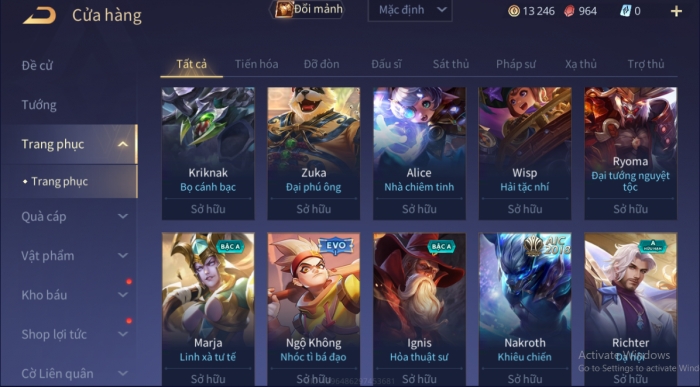 Cửa hàng
Đổi mảnh
Mặc định
13 246
964
0
+
Đề cử
Tướng
Trang phục
Trang phục
Quà cáp
Vật phẩm
Kho báu
Shop lợi tức
Cờ Liên quân
Tất cả
Tiến hóa
Đỡ đòn
Đấu sĩ
Sát thủ
Pháp sư
Xạ thủ
Trợ thủ
Kriknak
Bọ cánh bạc
Sở hữu
Zuka
Đại phú ông
Sở hữu
Alice
Nhà chiêm tinh
Sở hữu
Wisp
Hải tặc nhí
Sở hữu
Ryoma
Đại tướng nguyệt
tộc
Sở hữu
BẬC A
Marja
Linh xà tư tế
Sở hữu
EVO
Ngộ Không
Nhóc tì bá đạo
Sở hữu
BẬC A
Ignis
Hỏa thuật sư
Sở hữu
AIC
Nakroth
Khiêu chiến
Sở hữu
A
Richter
Dạ hội
Sở hữu
Activate Windows
Go to Settings to activate Wind